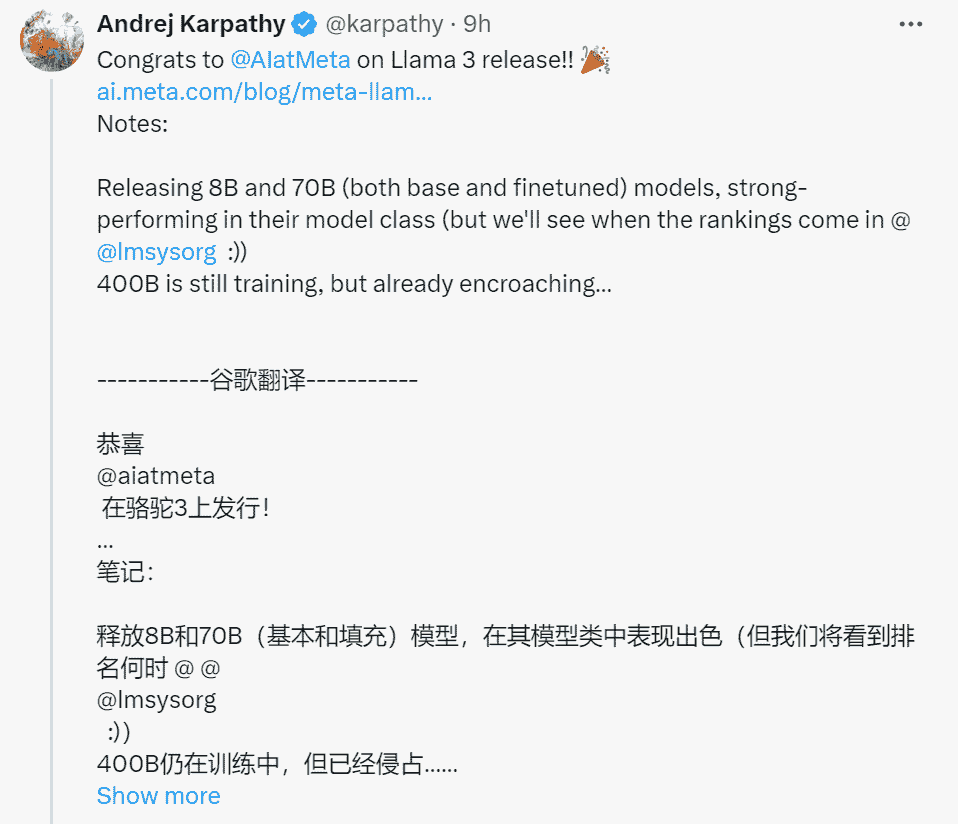 Andrej Karpathy @karpathy · 9h
Congrats to @AIatMeta on Llama 3 release!! 🎉
ai.meta.com/blog/meta-llam...
Notes:
Releasing 8B and 70B (both base and finetuned) models, strong-
performing in their model class (but we'll see when the rankings come in @
@lmsysorg :))
400B is still training, but already encroaching...
-----------谷歌翻译-----------
恭喜
@aiatmeta
在骆驼3上发行！
...
笔记：
释放8B和70B（基本和填充）模型，在其模型类中表现出色（但我们将看到排
名何时 @ @
@lmsysorg
:))
400B仍在训练中，但已经侵占......
Show more